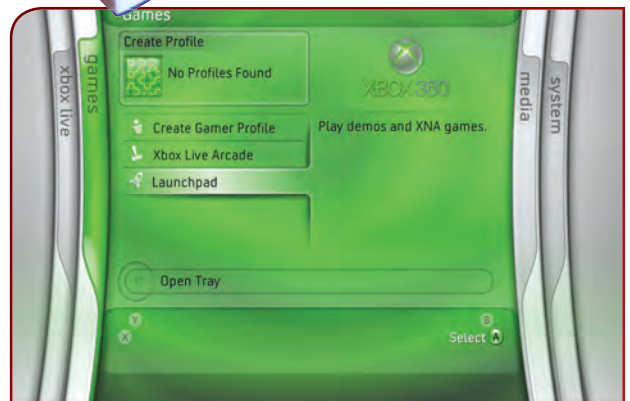 Games
Create Profile
No Profiles Found
XBOX 360
Create Gamer Profile
Play demos and XNA games.
Xbox Live Arcade
Launchpad
Open Tray
Y
X
B
Select A
xbox live
games
media
system